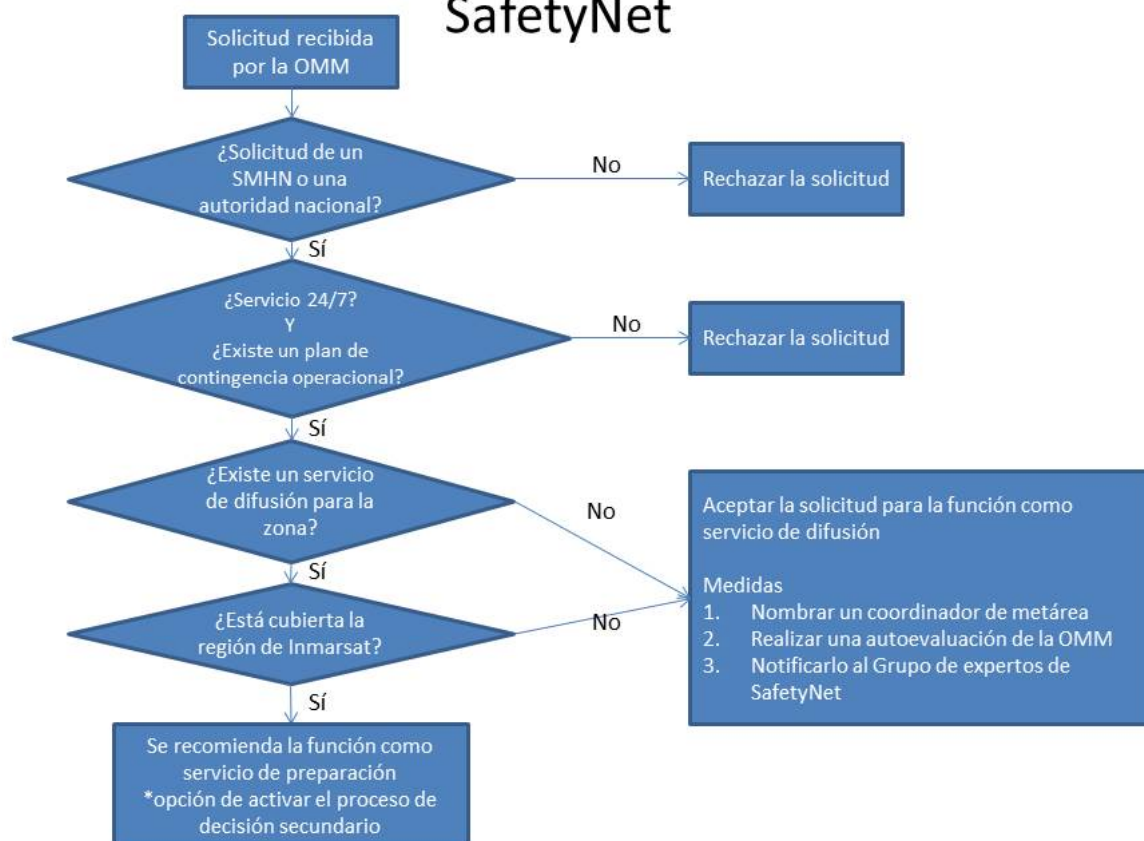 SafetyNet
Solicitud recibida
por la OMM
¿Solicitud de un
SMHN o una
autoridad nacional?
No
Rechazar la solicitud
Sí
¿Servicio 24/7?
Y
¿Existe un plan de
contingencia operacional?
No
Rechazar la solicitud
Sí
¿Existe un servicio
de difusión para la
zona?
No
Sí
¿Está cubierta la
región de Inmarsat?
No
Aceptar la solicitud para la función como
servicio de difusión
Medidas
1. Nombrar un coordinador de metárea
2. Realizar una autoevaluación de la OMM
3. Notificarlo al Grupo de expertos de
SafetyNet
Sí
Se recomienda la función como
servicio de preparación
*opción de activar el proceso de
decisión secundario